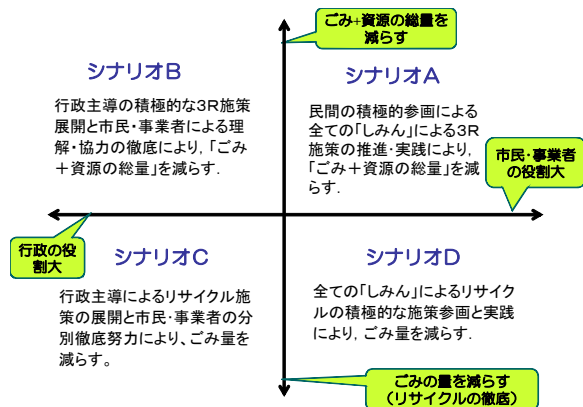 ごみ+資源の総量を
減らす
シナリオB
行政主導の積極的な3R施策
展開と市民・事業者による理
解・協力の徹底により,「ごみ
+資源の総量」を減らす.
シナリオA
民間の積極的参画による
全ての「しみん」による3R
施策の推進・実践により,
「ごみ+資源の総量」を減
らす.
市民・事業者
の役割大
行政の役
割大
シナリオC
行政主導によるリサイクル施
策の展開と市民・事業者の分
別徹底努力により、ごみ量を
減らす。
シナリオD
全ての「しみん」によるリサイク
ルの積極的な施策参画と実践
により, ごみ量を減らす.
ごみの量を減らす
(リサイクルの徹底)